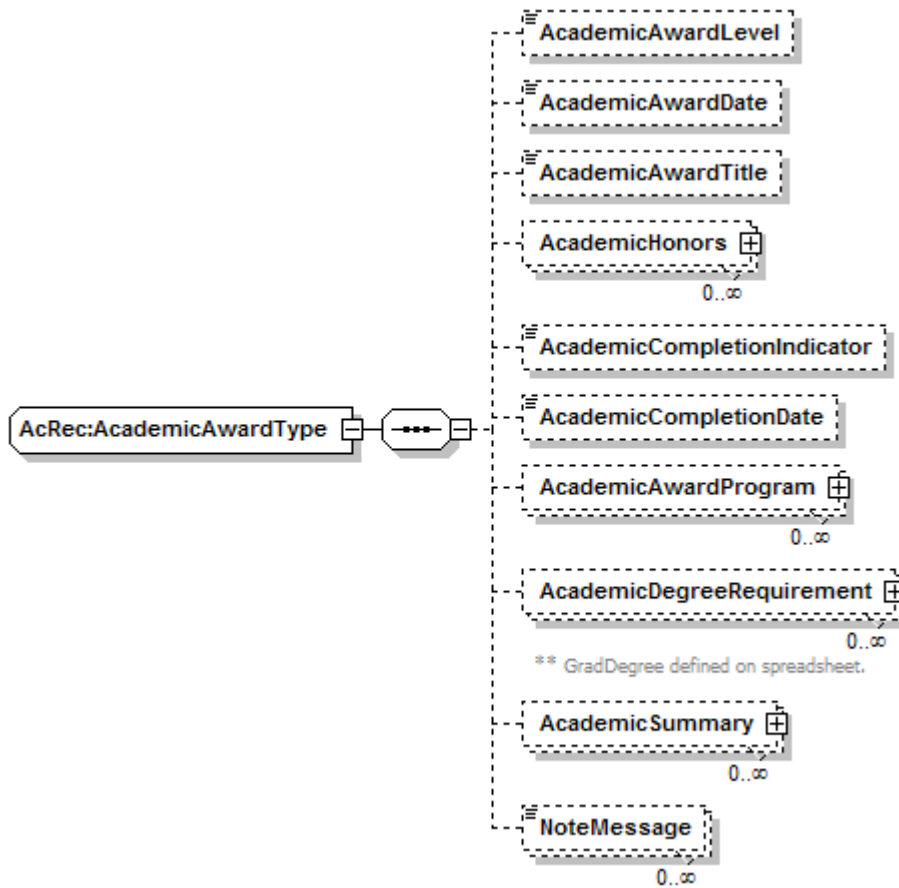 AcademicAwardLevel
AcademicAwardDate
AcademicAwardTitle
AcademicHonors
0..∞
AcademicCompletionIndicator
AcRec:AcademicAwardType
AcademicCompletionDate
AcademicAwardProgram
0..∞
AcademicDegreeRequirement
0..∞
** GradDegree defined on spreadsheet.
AcademicSummary
0..∞
NoteMessage
0..∞